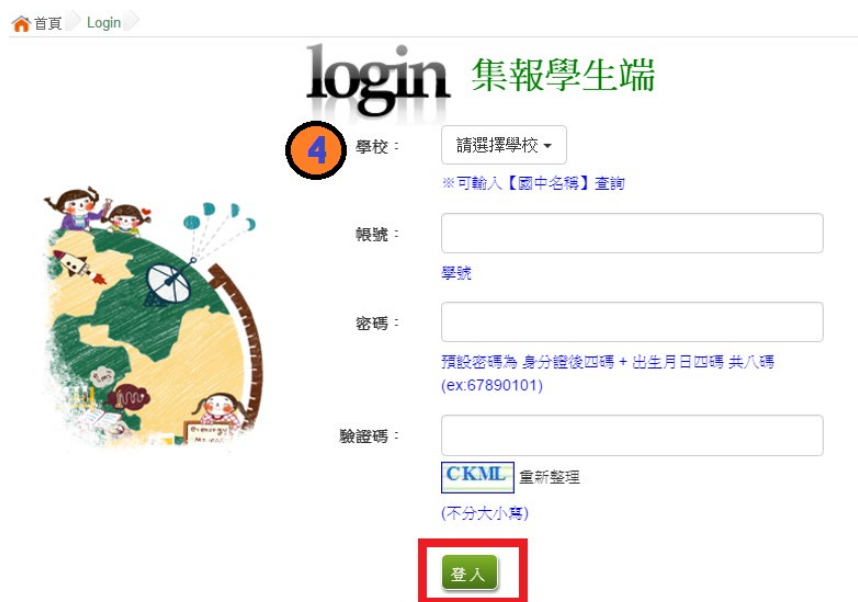 首頁 Login
login 集報學生端
4 學校： 請選擇學校
※可輸入【國中名稱】查詢
帳號：
學號
密碼：
預設密碼為 身分證後四碼 + 出生月日四碼 共八碼
(ex:67890101)
驗證碼：
CKML 重新整理
(不分大小寫)
登入